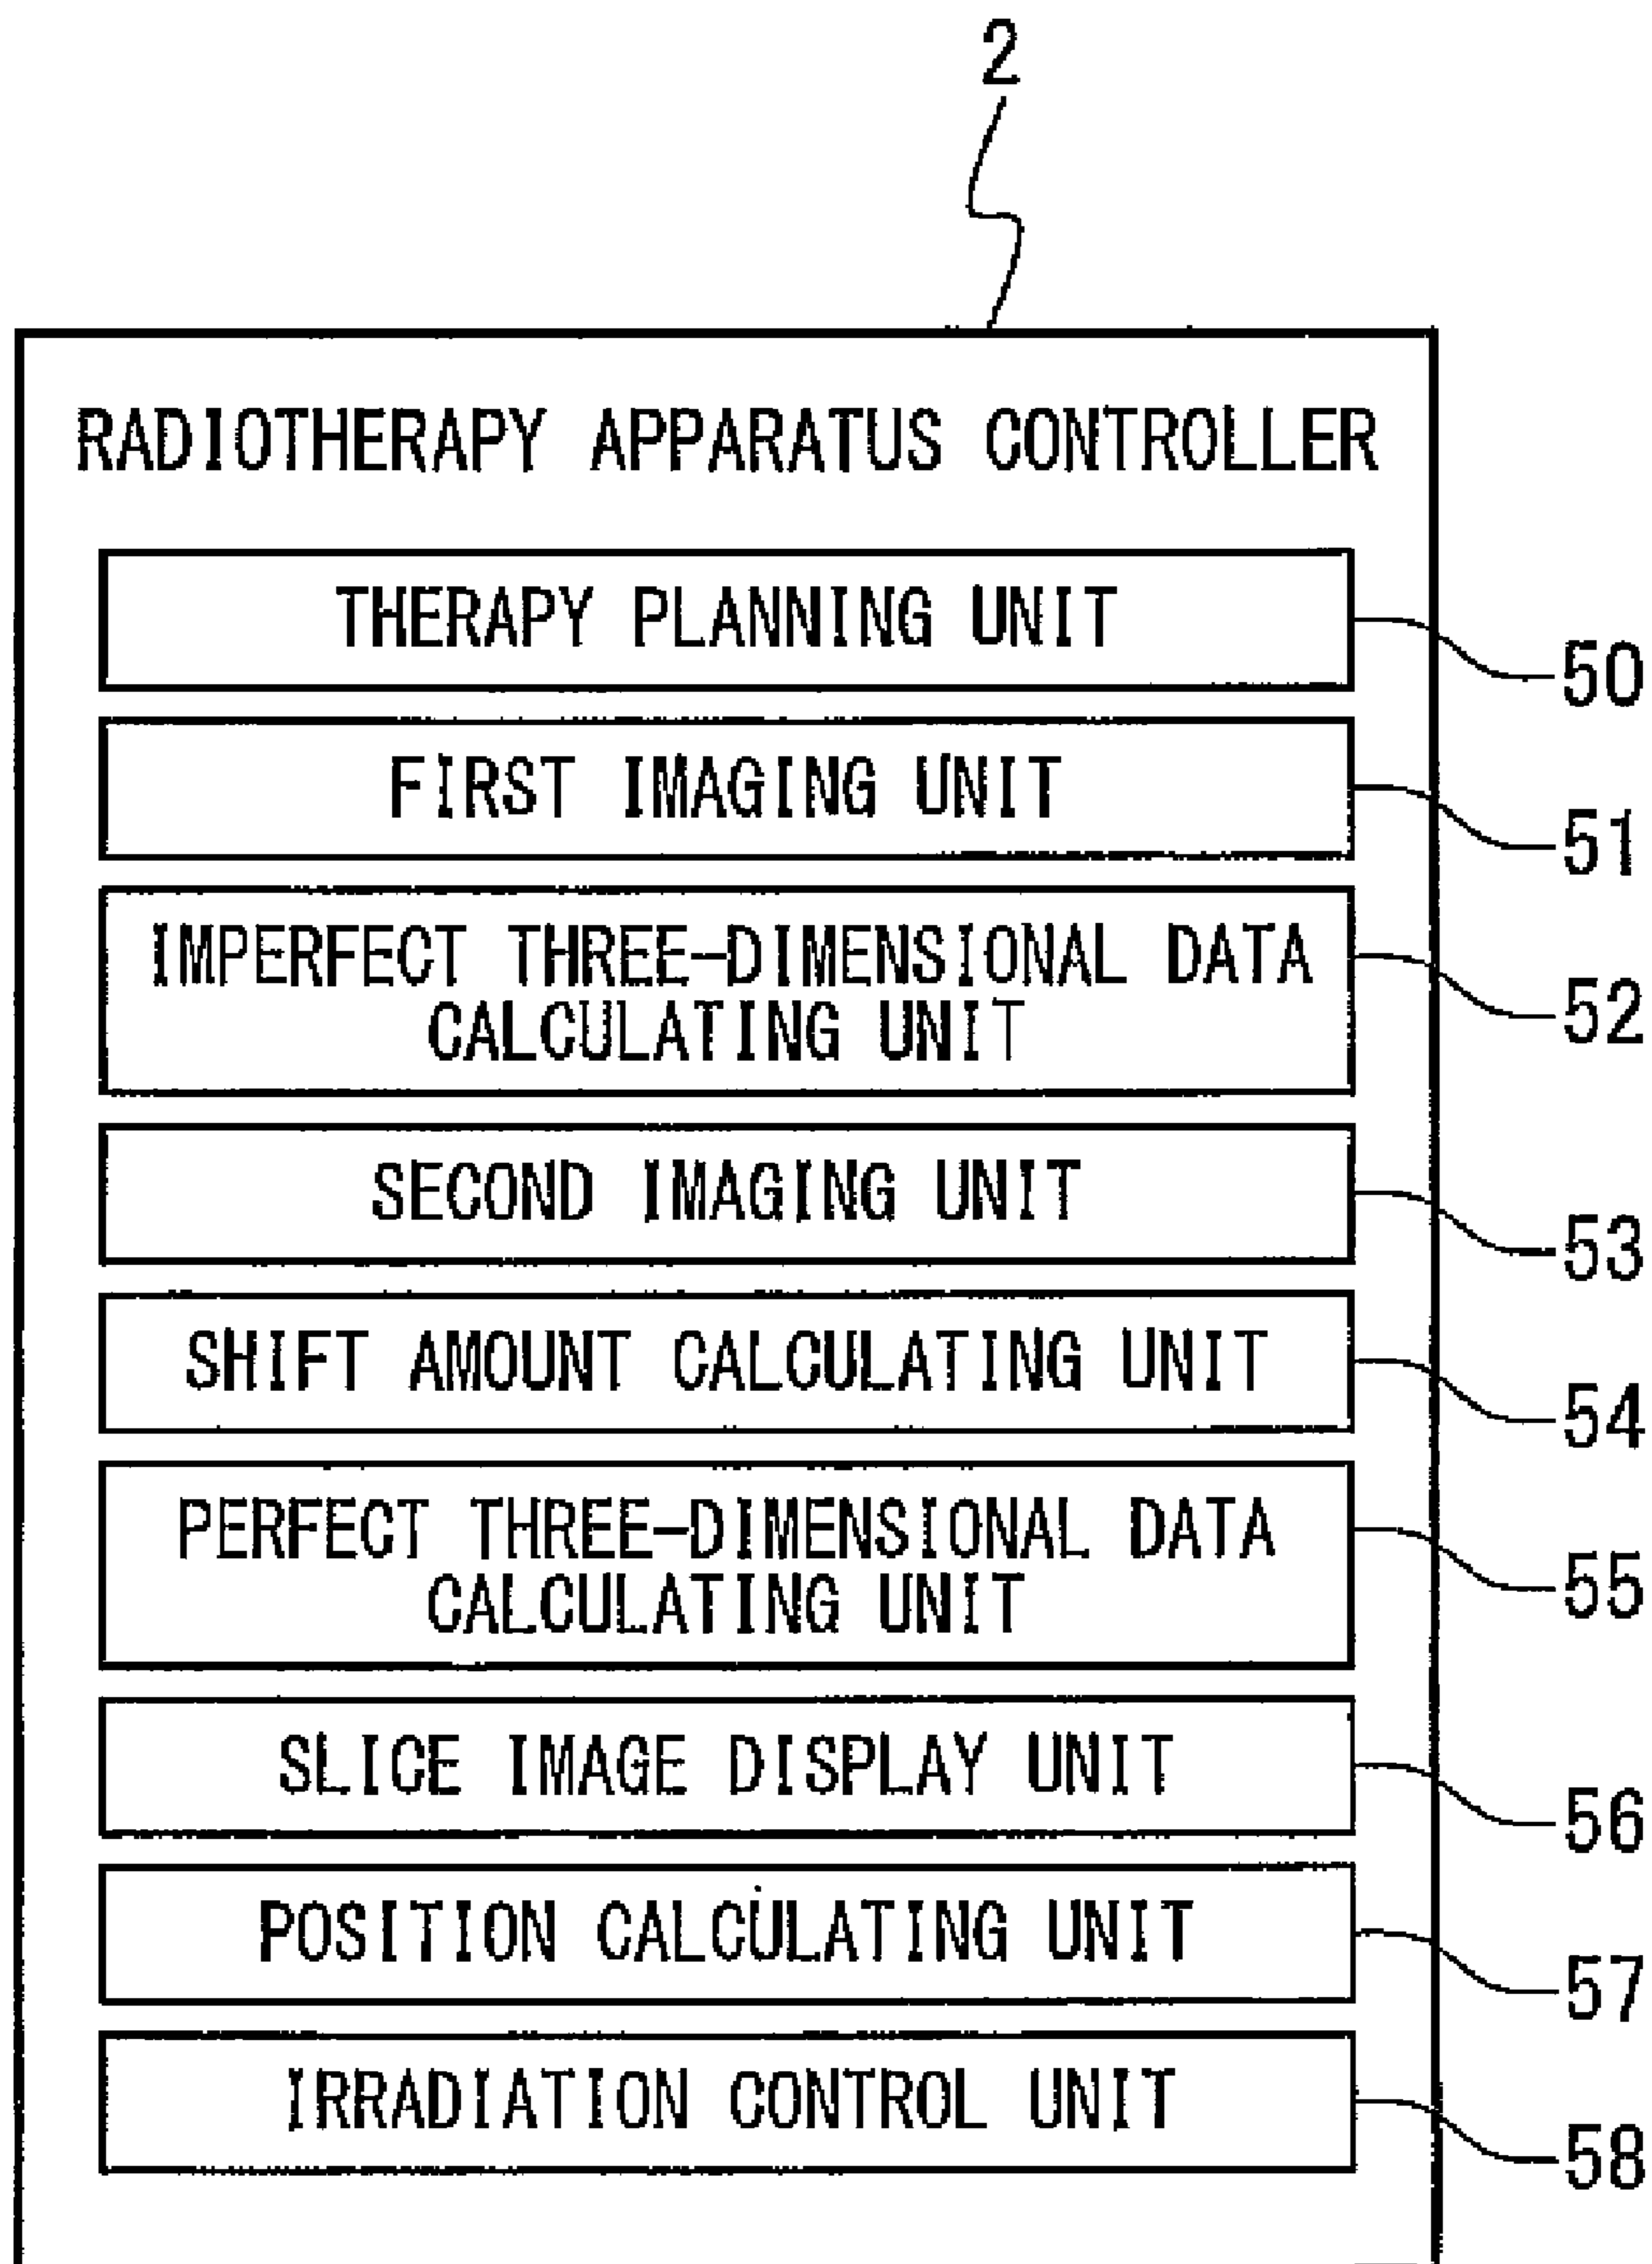 2
RADIOTHERAPY APPARATUS CONTROLLER
THERAPY PLANNING UNIT
50
FIRST IMAGING UNIT
51
IMPERFECT THREE-DIMENSIONAL DATA
CALCULATING UNIT
52
SECOND IMAGING UNIT
53
SHIFT AMOUNT CALCULATING UNIT
54
PERFECT THREE-DIMENSIONAL DATA
CALCULATING UNIT
55
SLICE IMAGE DISPLAY UNIT
56
POSITION CALCULATING UNIT
57
IRRADIATION CONTROL UNIT
58